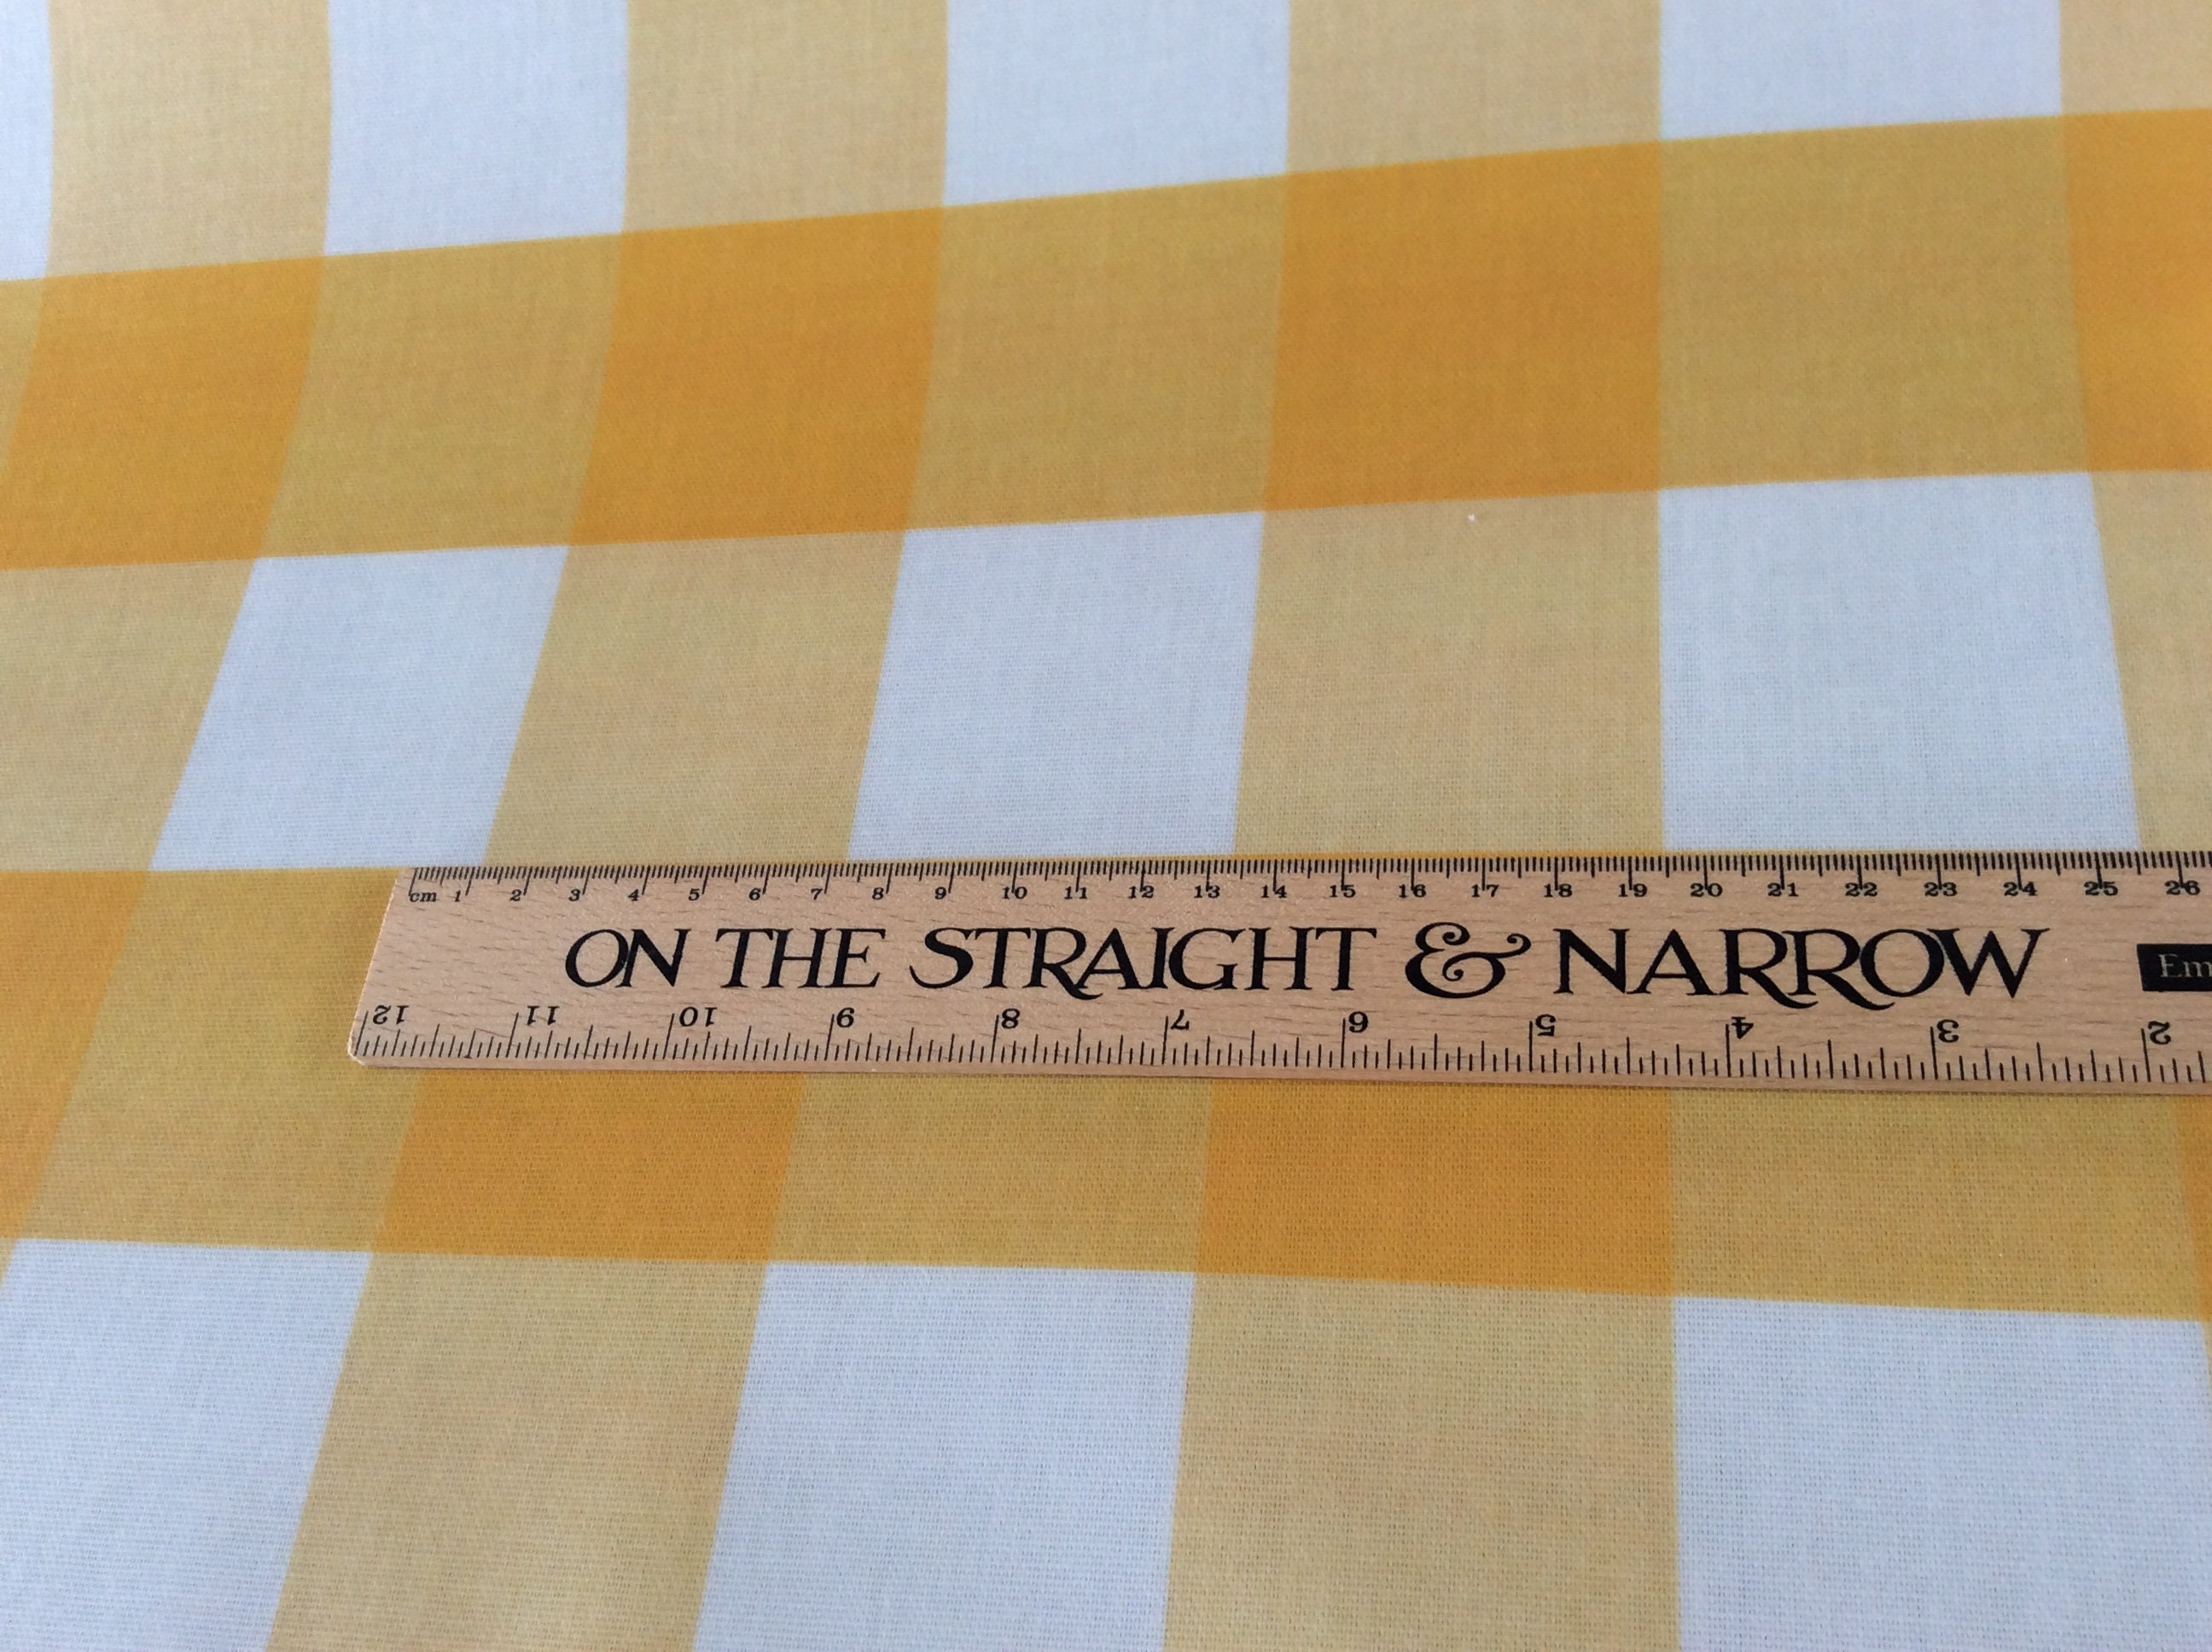 cm 1 2 3 4 5 6 7 8 9 10 11 12 13 14 15 16 17 18 19 20 21 22 23 24 25 26
ON THE STRAIGHT & NARROW Em
12 11 10 9 8 7 6 5 4 3 2